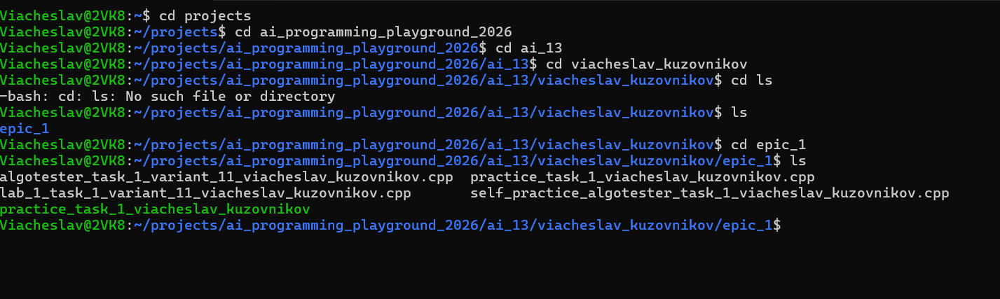 Viacheslav@2VK8:~$ cd projects
Viacheslav@2VK8:~/projects$ cd ai_programming_playground_2026
Viacheslav@2VK8:~/projects/ai_programming_playground_2026$ cd ai_13
Viacheslav@2VK8:~/projects/ai_programming_playground_2026/ai_13$ cd viacheslav_kuzovnikov
Viacheslav@2VK8:~/projects/ai_programming_playground_2026/ai_13/viacheslav_kuzovnikov$ cd ls
-bash: cd: ls: No such file or directory
Viacheslav@2VK8:~/projects/ai_programming_playground_2026/ai_13/viacheslav_kuzovnikov$ ls
epic_1
Viacheslav@2VK8:~/projects/ai_programming_playground_2026/ai_13/viacheslav_kuzovnikov$ cd epic_1
Viacheslav@2VK8:~/projects/ai_programming_playground_2026/ai_13/viacheslav_kuzovnikov/epic_1$ ls
algotester_task_1_variant_11_viacheslav_kuzovnikov.cpp  practice_task_1_viacheslav_kuzovnikov.cpp
lab_1_task_1_variant_11_viacheslav_kuzovnikov.cpp       self_practice_algotester_task_1_viacheslav_kuzovnikov.cpp
practice_task_1_viacheslav_kuzovnikov
Viacheslav@2VK8:~/projects/ai_programming_playground_2026/ai_13/viacheslav_kuzovnikov/epic_1$